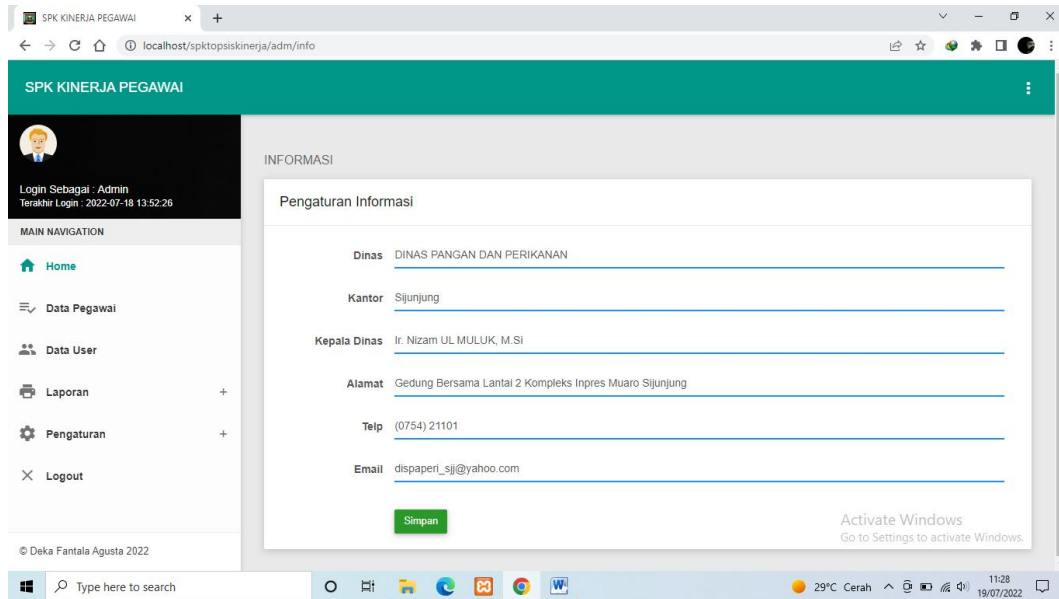 SPK KINERJA PEGAWAI
localhost/spktopsiskinerja/adm/info
SPK KINERJA PEGAWAI
Login Sebagai : Admin
Terakhir Login : 2022-07-18 13:52:26
MAIN NAVIGATION
Home
Data Pegawai
Data User
Laporan +
Pengaturan +
Logout
© Deka Fantala Agusta 2022
INFORMASI
Pengaturan Informasi
Dinas DINAS PANGAN DAN PERIKANAN
Kantor Sijunjung
Kepala Dinas Ir. Nizam UL MULUK, M.Si
Alamat Gedung Bersama Lantai 2 Kompleks Inpres Muaro Sijunjung
Telp (0754) 21101
Email dispaperi_sjj@yahoo.com
Simpan
Activate Windows
Go to Settings to activate Windows.
Type here to search
29°C Cerah
11:28
19/07/2022